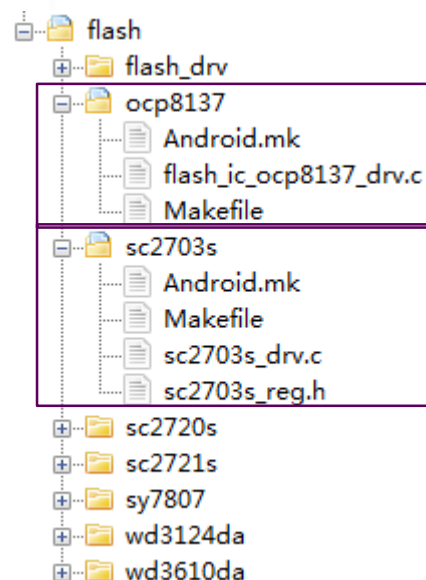 flash
flash_drv
ocp8137
Android.mk
flash_ic_ocp8137_drv.c
Makefile
sc2703s
Android.mk
Makefile
sc2703s_drv.c
sc2703s_reg.h
sc2720s
sc2721s
sy7807
wd3124da
wd3610da